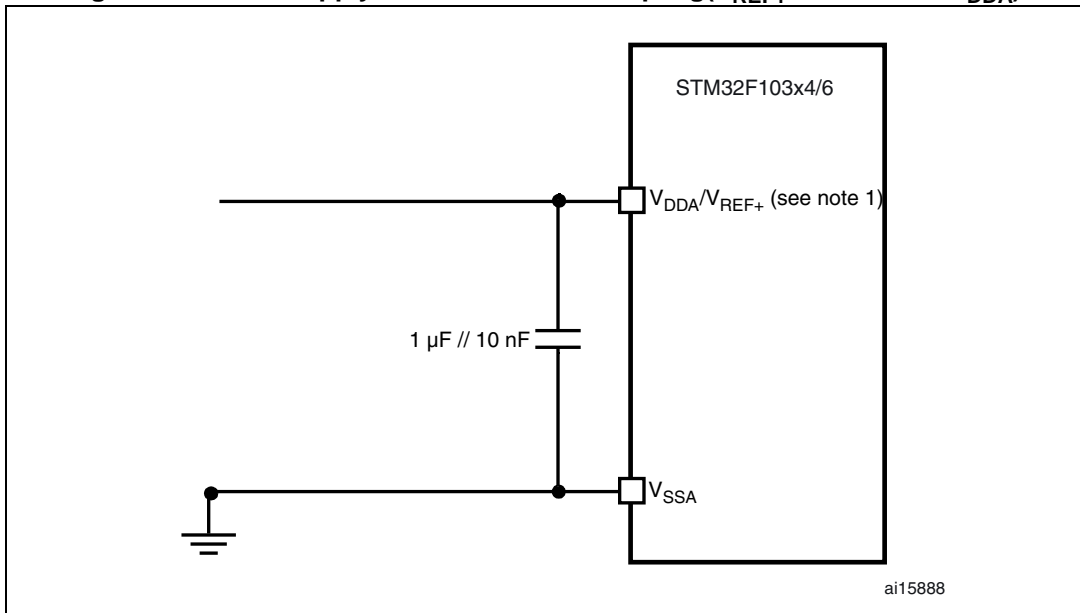 STM32F103x4/6
VDDA/VREF+ (see note 1)
1 µF // 10 nF
VSSA
ai15888